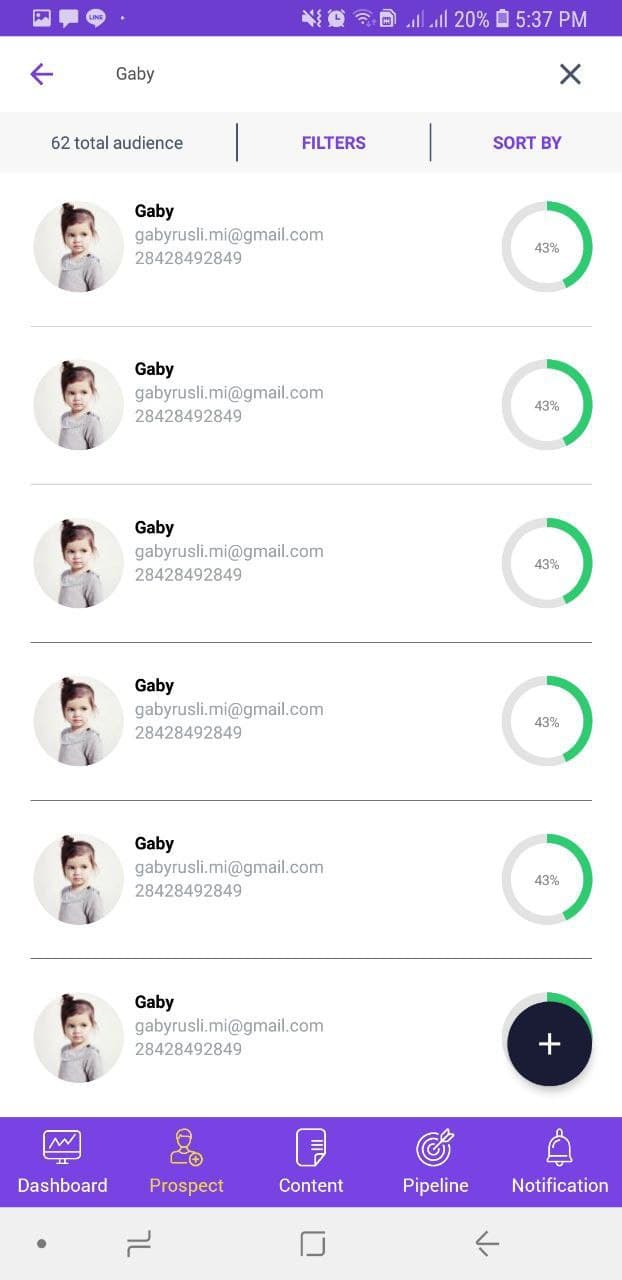 LINE 20% 5:37 PM
Gaby
62 total audience FILTERS SORT BY
Gaby
gabyrusli.mi@gmail.com
28428492849
43%
Gaby
gabyrusli.mi@gmail.com
28428492849
43%
Gaby
gabyrusli.mi@gmail.com
28428492849
43%
Gaby
gabyrusli.mi@gmail.com
28428492849
43%
Gaby
gabyrusli.mi@gmail.com
28428492849
43%
Gaby
gabyrusli.mi@gmail.com
28428492849
+
Dashboard Prospect Content Pipeline Notification